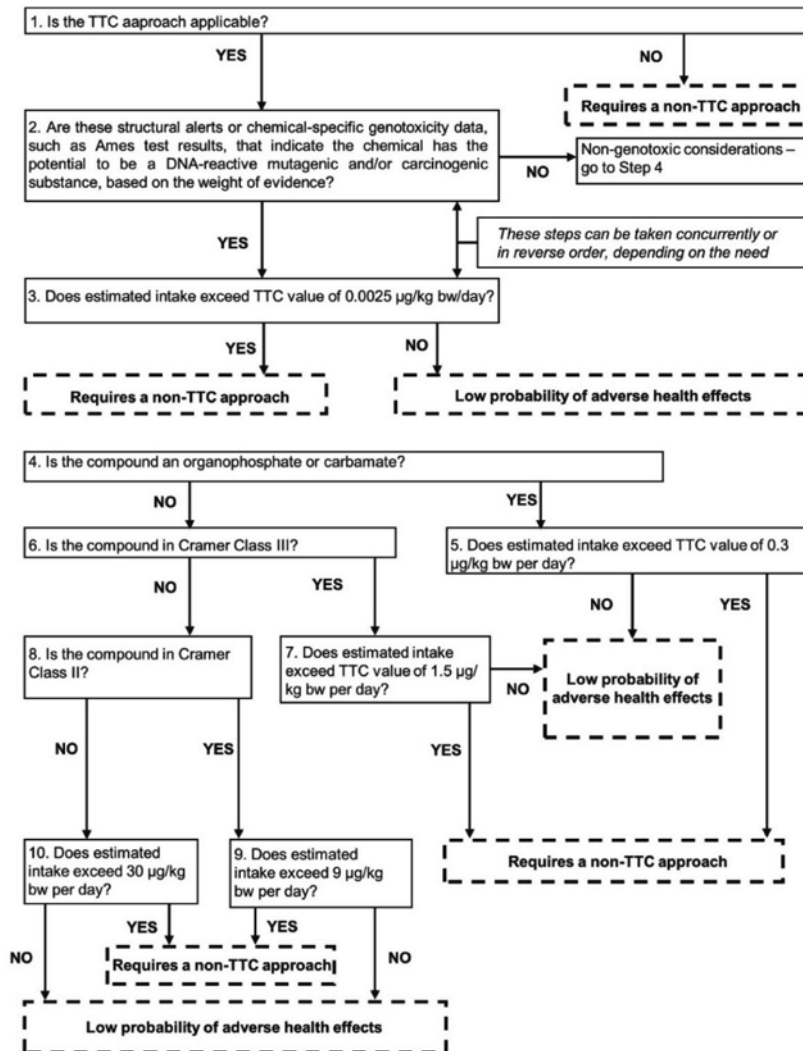 1. Is the TTC aaproach applicable?
YES
NO
Requires a non-TTC approach
2. Are these structural alerts or chemical-specific genotoxicity data,
such as Ames test results, that indicate the chemical has the
potential to be a DNA-reactive mutagenic and/or carcinogenic
substance, based on the weight of evidence?
NO
Non-genotoxic considerations –
go to Step 4
YES
These steps can be taken concurrently or
in reverse order, depending on the need
3. Does estimated intake exceed TTC value of 0.0025 µg/kg bw/day?
YES
NO
Requires a non-TTC approach
Low probability of adverse health effects
4. Is the compound an organophosphate or carbamate?
NO
YES
6. Is the compound in Cramer Class III?
5. Does estimated intake exceed TTC value of 0.3
µg/kg bw per day?
NO
YES
NO
YES
8. Is the compound in Cramer
Class II?
7. Does estimated intake
exceed TTC value of 1.5 µg/
kg bw per day?
NO
Low probability of
adverse health effects
NO
YES
YES
10. Does estimated
intake exceed 30 µg/kg
bw per day?
9. Does estimated
intake exceed 9 µg/kg
bw per day?
Requires a non-TTC approach
NO
YES
YES
NO
Requires a non-TTC approach
Low probability of adverse health effects